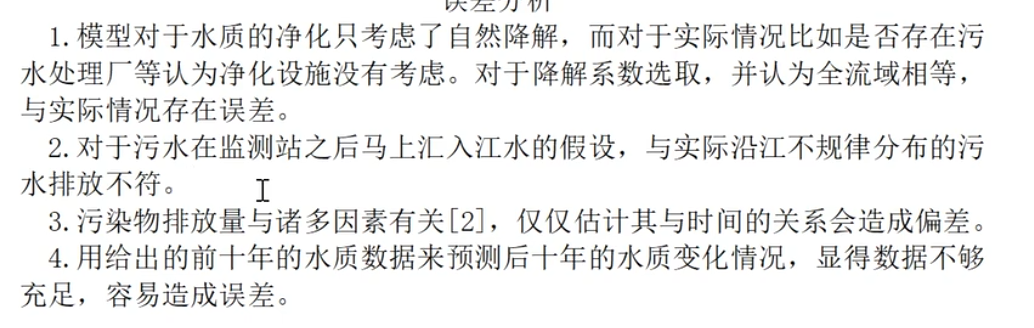 误差分析
1.模型对于水质的净化只考虑了自然降解，而对于实际情况比如是否存在污
水处理厂等认为净化设施没有考虑。对于降解系数选取，并认为全流域相等，
与实际情况存在误差。
2.对于污水在监测站之后马上汇入江水的假设，与实际沿江不规律分布的污
水排放不符。
3.污染物排放量与诸多因素有关[2]，仅仅估计其与时间的关系会造成偏差。
4.用给出的前十年的水质数据来预测后十年的水质变化情况，显得数据不够
充足，容易造成误差。